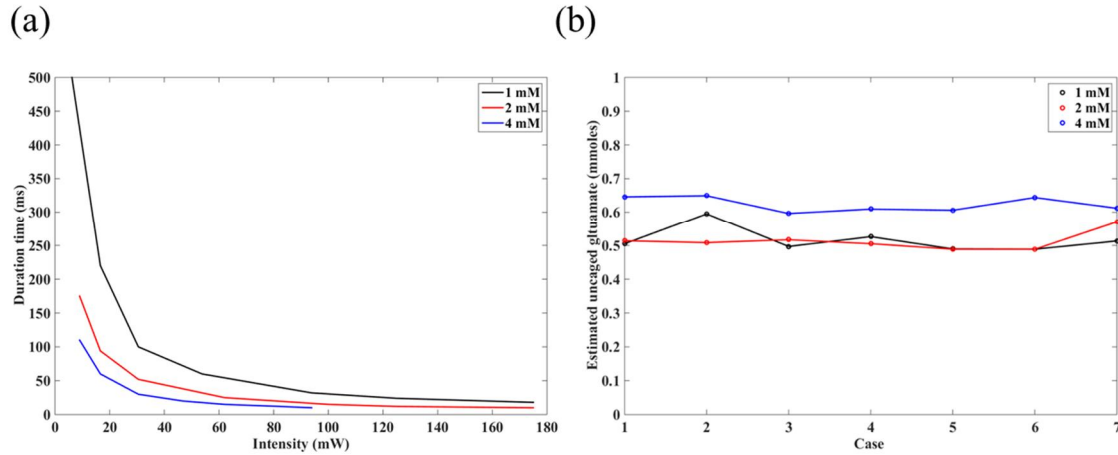 (a)
(b)
500
450
400
350
300
250
200
150
100
50
0
Duration time (ms)
0 20 40 60 80 100 120 140 160 180
Intensity (mW)
1 mM
2 mM
4 mM
1
0.9
0.8
0.7
0.6
0.5
0.4
0.3
0.2
0.1
0
Estimated uncaged gltuamate (mmoles)
1 2 3 4 5 6 7
Case
1 mM
2 mM
4 mM